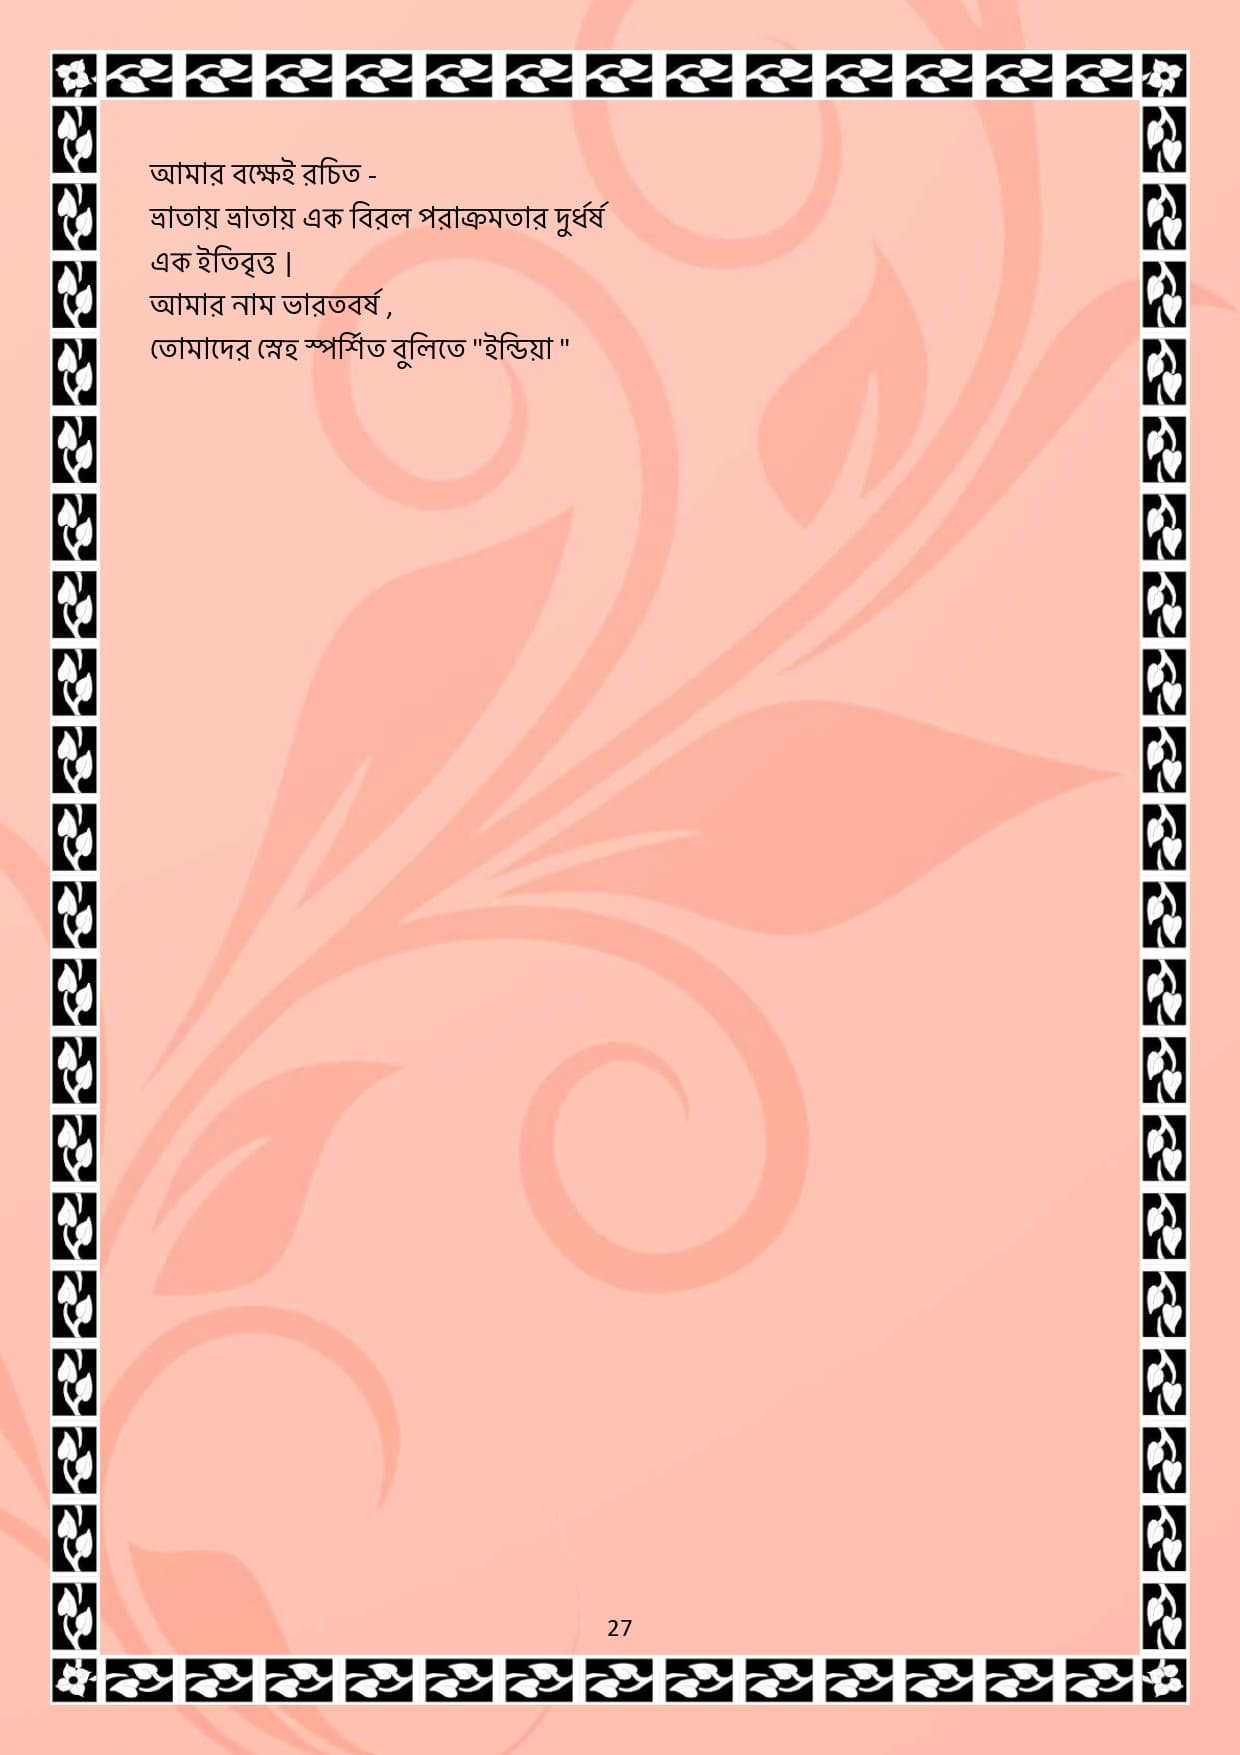 আমার বক্ষেই রচিত -
ভ্রাতায় ভ্রাতায় এক বিরল পরাক্রমতার দুর্ধর্ষ
এক ইতিবৃত্ত |
আমার নাম ভারতবর্ষ ,
তোমাদের স্নেহ স্পর্শিত বুলিতে "ইন্ডিয়া "
27